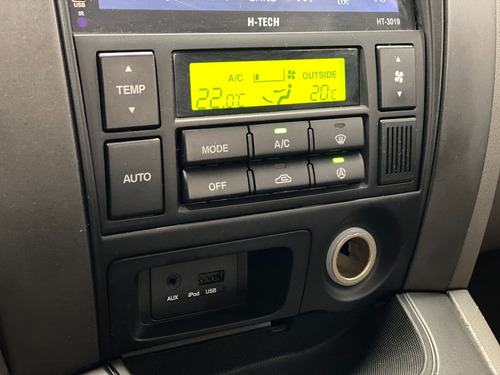 USB
IR
H-TECH
HT-3019
TEMP
A/C
OUTSIDE
22.0°C
20°C
AUTO
MODE
A/C
OFF
AUX
iPod
USB